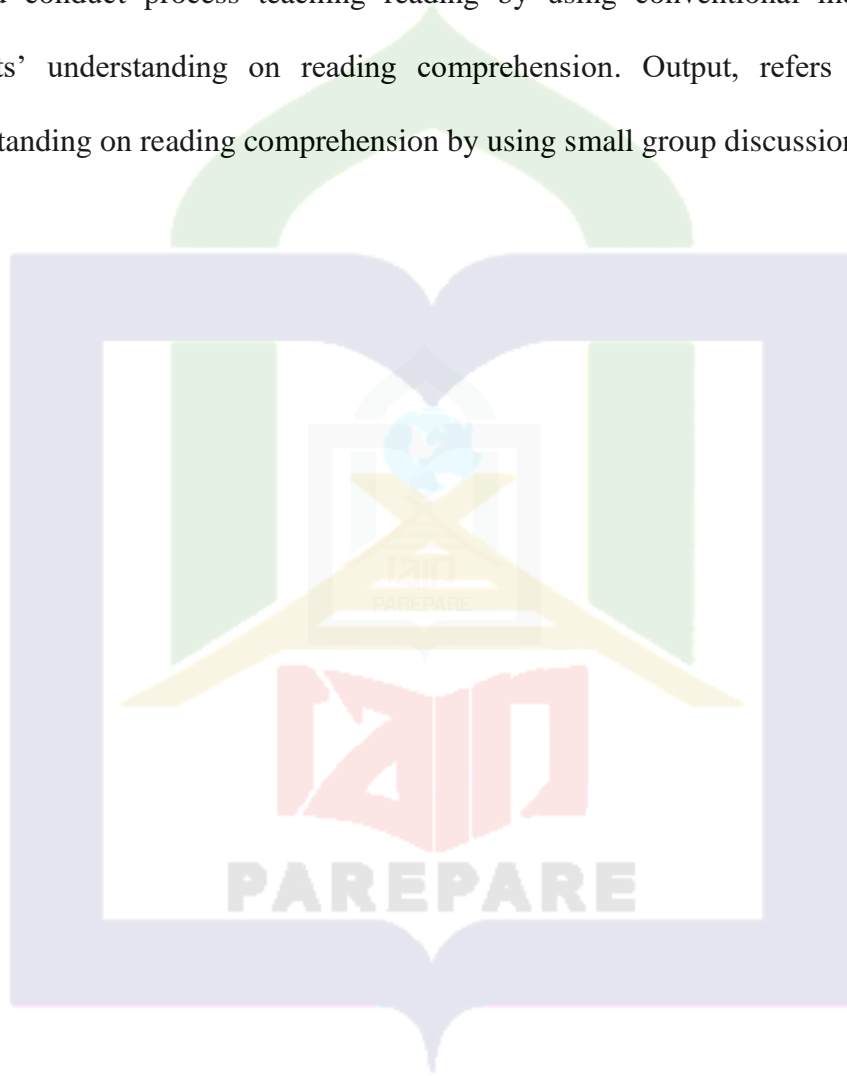 conduct process teaching reading by using conventional
understanding on reading comprehension. Output, refers
on reading comprehension by using small group discussion
PAREPARE
PAREPARE